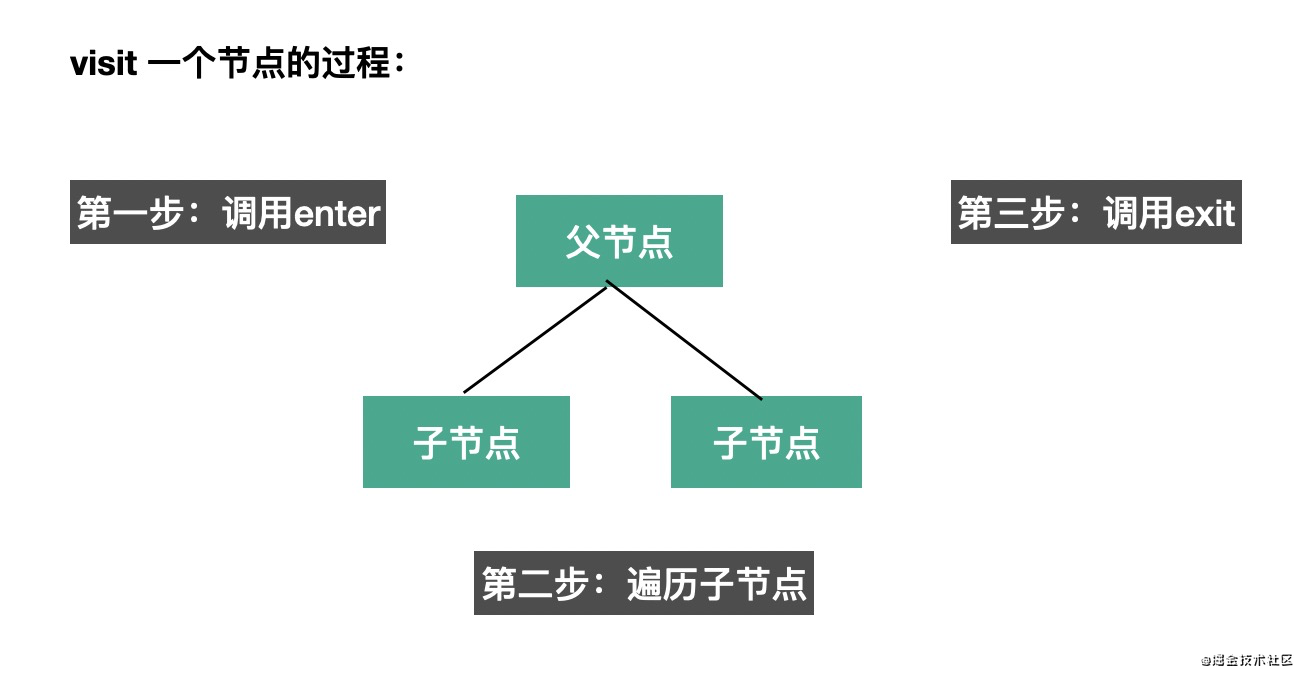 visit 一个节点的过程：
第一步：调用enter
父节点
第三步：调用exit
子节点
子节点
第二步：遍历子节点
@掘金技术社区